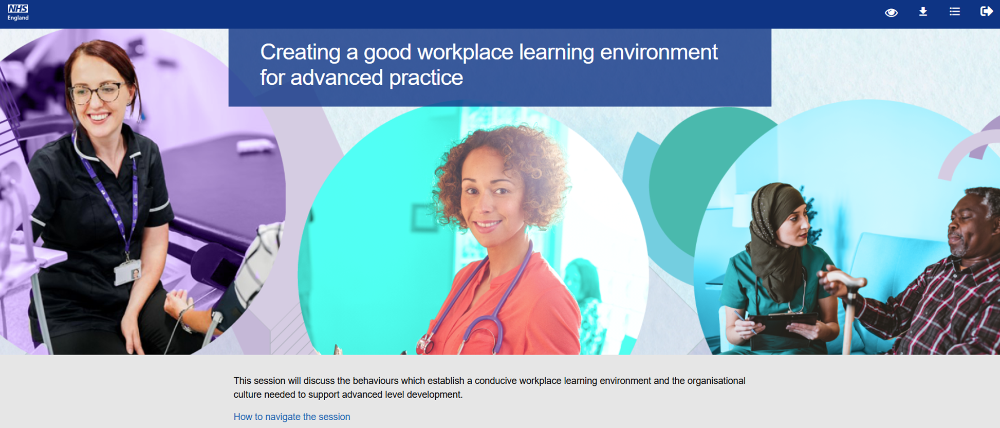 NHS
England
Creating a good workplace learning environment
for advanced practice
This session will discuss the behaviours which establish a conducive workplace learning environment and the organisational
culture needed to support advanced level development.
How to navigate the session